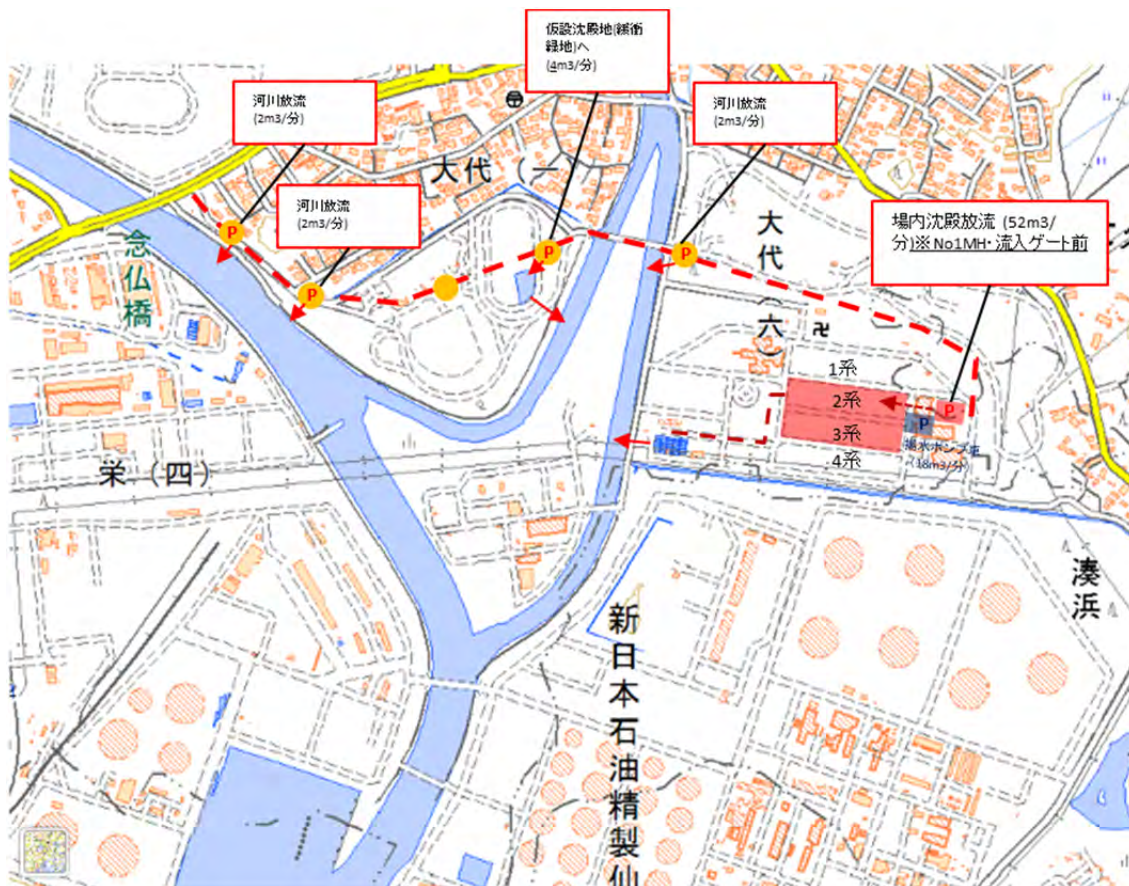 仮設沈殿地(緩衝
緑地)へ
(4m3/分)
河川放流
(2m3/分)
河川放流
(2m3/分)
河川放流
(2m3/分)
場内沈殿放流 (52m3/
分)※ No1MH・流入ゲート前
大代（一
大代（六）
念仏橋
栄（四）
湊浜
新日本石油精製仙
1系
2系
3系
4系
P
P
P
P
P
P
揚水ポンプ
(18m3/分)